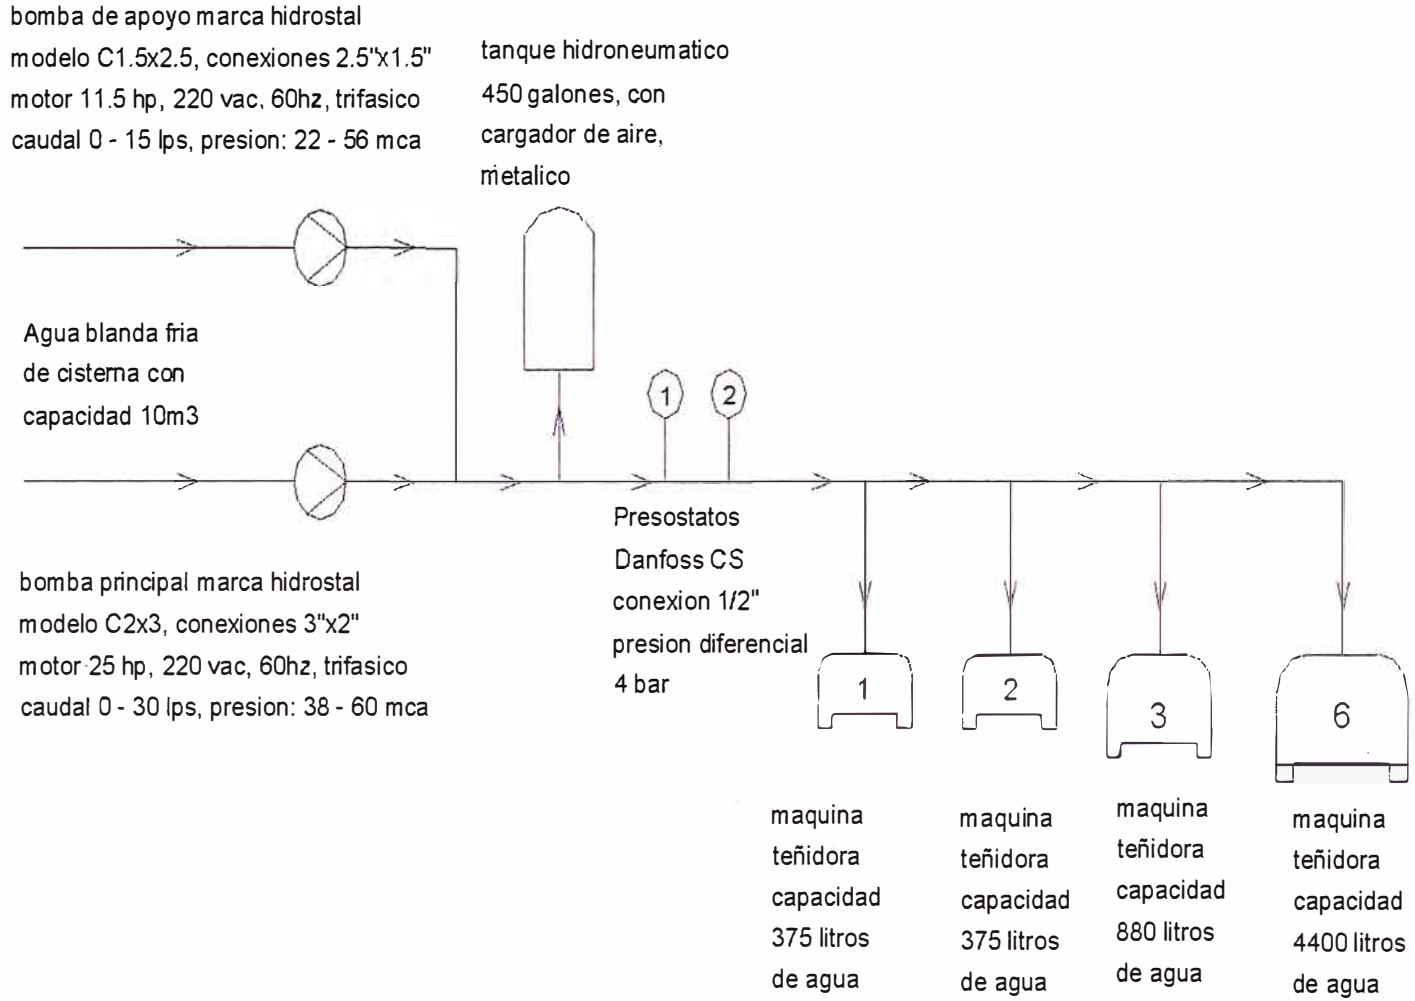 bomba de apoyo marca hidrostal
modelo C1.5x2.5, conexiones 2.5"x1.5"
motor 11.5 hp, 220 vac, 60hz, trifasico
caudal 0 - 15 lps, presion: 22 - 56 mca
tanque hidroneumatico
450 galones, con
cargador de aire,
metalico
Agua blanda fria
de cisterna con
capacidad 10m3
1
2
Presostatos
Danfoss CS
conexion 1/2"
presion diferencial
4 bar
bomba principal marca hidrostal
modelo C2x3, conexiones 3"x2"
motor 25 hp, 220 vac, 60hz, trifasico
caudal 0 - 30 lps, presion: 38 - 60 mca
1
2
3
6
maquina
teñidora
capacidad
375 litros
de agua
maquina
teñidora
capacidad
375 litros
de agua
maquina
teñidora
capacidad
880 litros
de agua
maquina
teñidora
capacidad
4400 litros
de agua